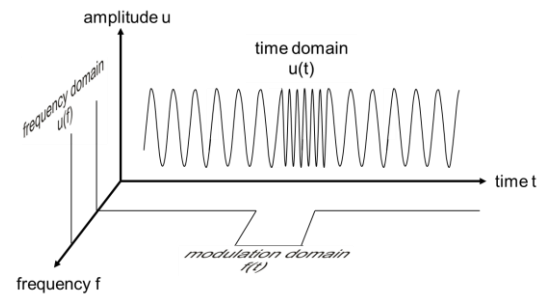 amplitude u
time domain
u(t)
frequency domain
u(f)
time t
modulation domain
f(t)
frequency f